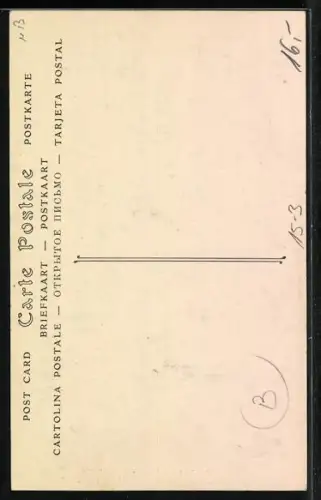 POST CARD Carte Postale POSTKARTE
BRIEFKAART — POSTKAART
CARTOLINA POSTALE — ОТКРЫТОЕ ПИСЬМО — TARJETA POSTAL
16,-
15-3
B